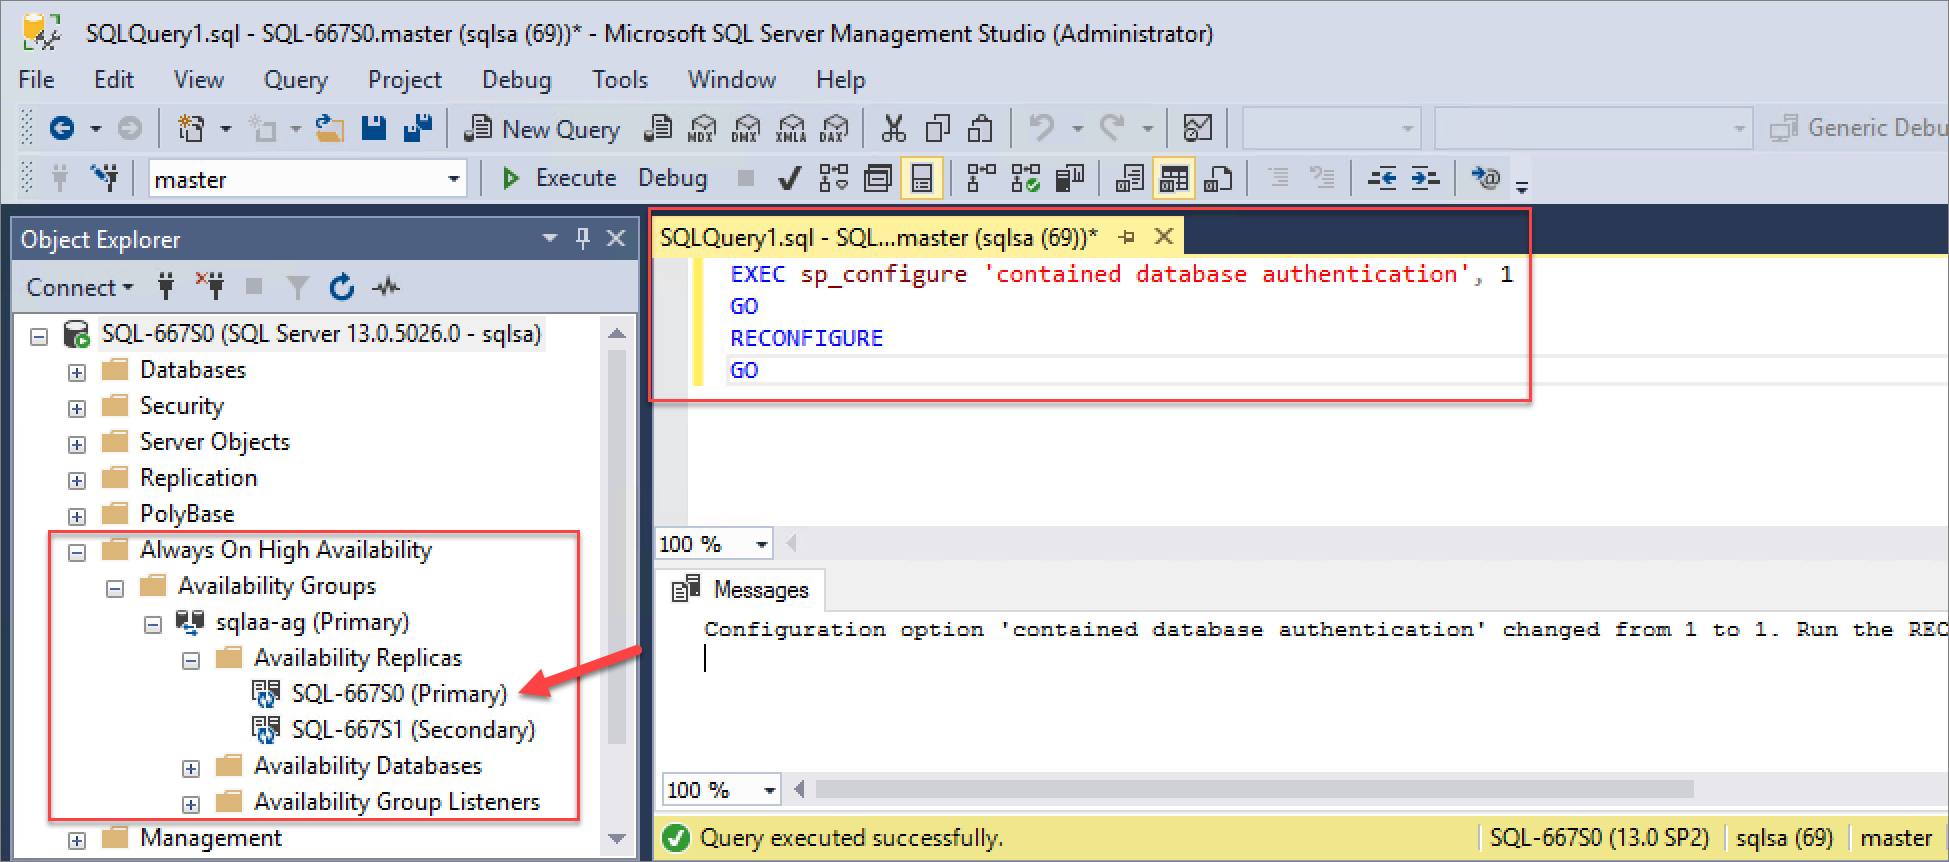 SQLQuery1.sql - SQL-667S0.master (sqlsa (69))* - Microsoft SQL Server Management Studio (Administrator)
File Edit View Query Project Debug Tools Window Help
New Query MDX DMX XMLA DAX Generic Debu
master Execute Debug
Object Explorer
Connect
SQL-667S0 (SQL Server 13.0.5026.0 - sqlsa)
Databases
Security
Server Objects
Replication
PolyBase
Always On High Availability
Availability Groups
sqlaa-ag (Primary)
Availability Replicas
SQL-667S0 (Primary)
SQL-667S1 (Secondary)
Availability Databases
Availability Group Listeners
Management
SQLQuery1.sql - SQL...master (sqlsa (69))*
EXEC sp_configure 'contained database authentication', 1
GO
RECONFIGURE
GO
100 %
Messages
Configuration option 'contained database authentication' changed from 1 to 1. Run the REC
100 %
Query executed successfully. SQL-667S0 (13.0 SP2) sqlsa (69) master